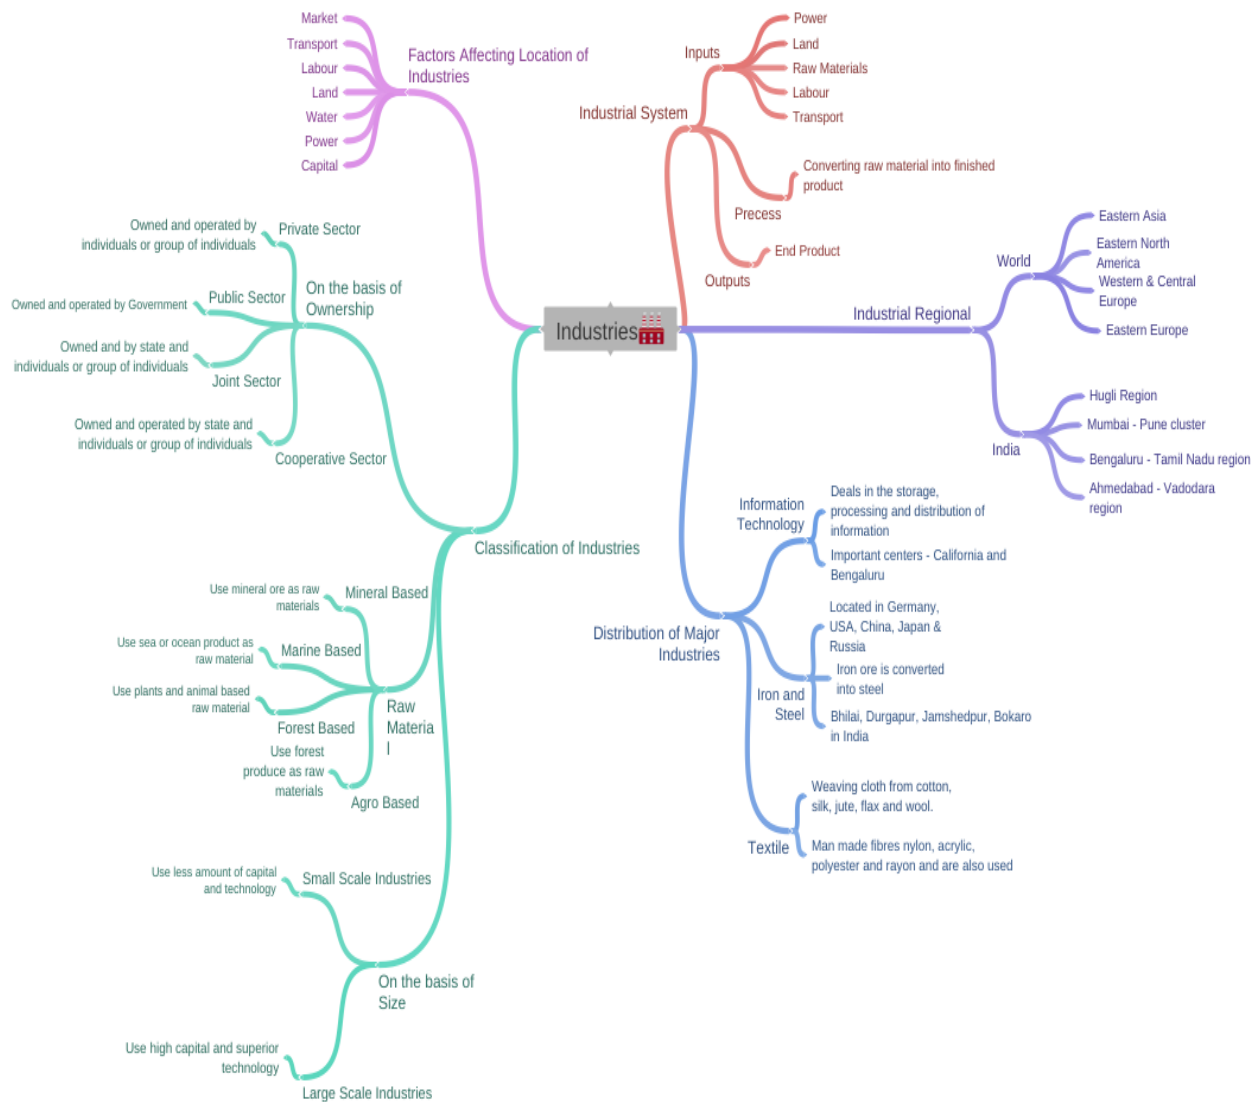 Industries
Factors Affecting Location of
Industries
Market
Transport
Labour
Land
Water
Power
Capital
Industrial System
Inputs
Power
Land
Raw Materials
Labour
Transport
Precess
Converting raw material into finished
product
Outputs
End Product
Industrial Regional
World
Eastern Asia
Eastern North
America
Western & Central
Europe
Eastern Europe
India
Hugli Region
Mumbai - Pune cluster
Bengaluru - Tamil Nadu region
Ahmedabad - Vadodara
region
Distribution of Major
Industries
Information
Technology
Deals in the storage,
processing and distribution of
information
Important centers - California and
Bengaluru
Iron and
Steel
Located in Germany,
USA, China, Japan &
Russia
Iron ore is converted
into steel
Bhilai, Durgapur, Jamshedpur, Bokaro
in India
Textile
Weaving cloth from cotton,
silk, jute, flax and wool.
Man made fibres nylon, acrylic,
polyester and rayon and are also used
Classification of Industries
On the basis of
Ownership
Private Sector
Owned and operated by
individuals or group of individuals
Public Sector
Owned and operated by Government
Joint Sector
Owned and by state and
individuals or group of individuals
Cooperative Sector
Owned and operated by state and
individuals or group of individuals
Raw
Materia
l
Mineral Based
Use mineral ore as raw
materials
Marine Based
Use sea or ocean product as
raw material
Forest Based
Use plants and animal based
raw material
Agro Based
Use forest
produce as raw
materials
On the basis of
Size
Small Scale Industries
Use less amount of capital
and technology
Large Scale Industries
Use high capital and superior
technology